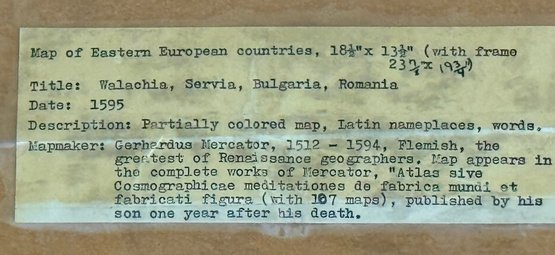 Map of Eastern European countries, 18½"x 13½" (with frame
23⅞ x 19¾")
Title: Walachia, Servia, Bulgaria, Romania
Date: 1595
Description: Partially colored map, Latin nameplaces, words.
Mapmaker: Gerhardus Mercator, 1512 - 1594, Flemish, the
greatest of Renaissance geographers. Map appears in
the complete works of Mercator, "Atlas sive
Cosmographicae meditationes de fabrica mundi et
fabricati figura (with 107 maps), published by his
son one year after his death.